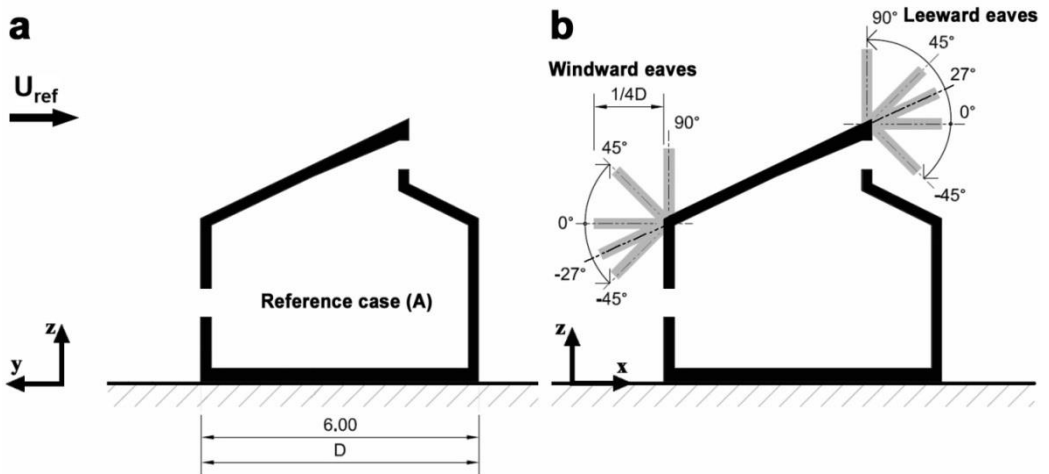 a
U_ref
Reference case (A)
z
y
6.00
D
b
Windward eaves
1/4D
90°
45°
0°
-27°
-45°
Leeward eaves
90°
45°
27°
0°
-45°
z
x